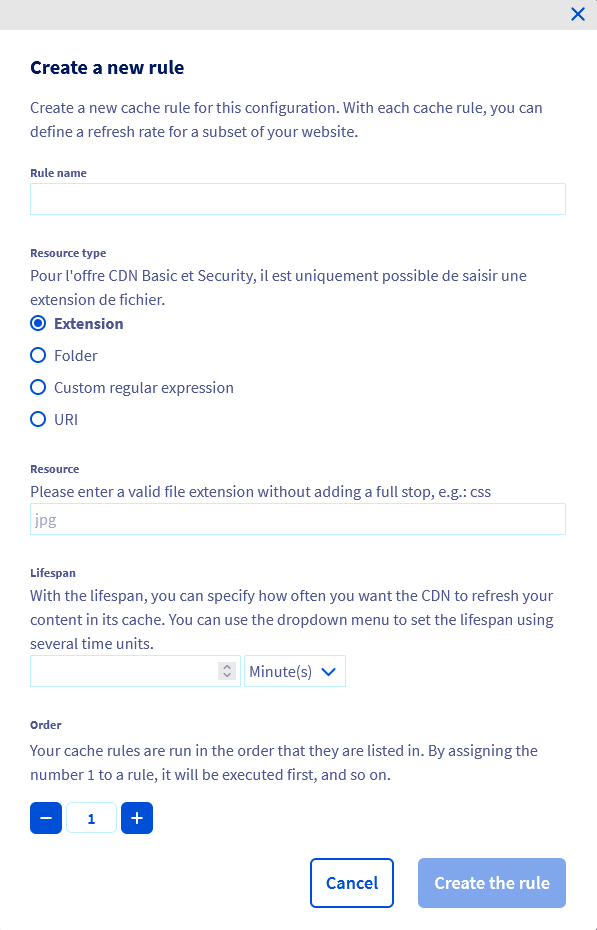 Create a new rule
Create a new cache rule for this configuration. With each cache rule, you can
define a refresh rate for a subset of your website.
Rule name
Resource type
Pour l'offre CDN Basic et Security, il est uniquement possible de saisir une
extension de fichier.
Extension
Folder
Custom regular expression
URI
Resource
Please enter a valid file extension without adding a full stop, e.g.: css
jpg
Lifespan
With the lifespan, you can specify how often you want the CDN to refresh your
content in its cache. You can use the dropdown menu to set the lifespan using
several time units.
Minute(s)
Order
Your cache rules are run in the order that they are listed in. By assigning the
number 1 to a rule, it will be executed first, and so on.
− 1 +
Cancel Create the rule